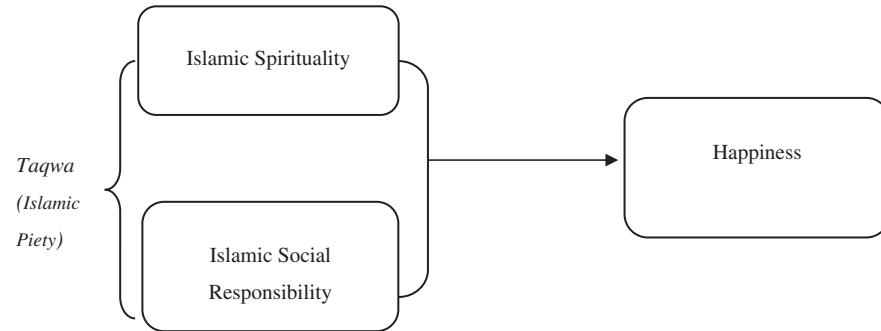 Islamic Spirituality
Taqwa
(Islamic
Piety)
Happiness
Islamic Social
Responsibility